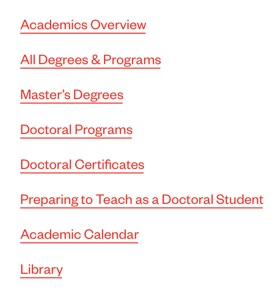 Academics Overview
All Degrees & Programs
Master's Degrees
Doctoral Programs
Doctoral Certificates
Preparing to Teach as a Doctoral Student
Academic Calendar
Library